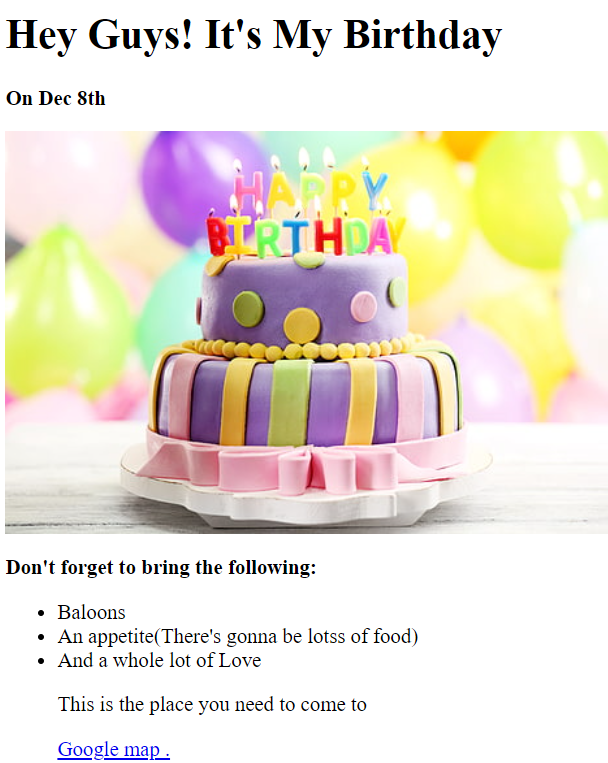 Hey Guys! It's My Birthday
On Dec 8th
HAPPY
BIRTHDAY
Don't forget to bring the following:
Baloons
An appetite(There's gonna be lotss of food)
And a whole lot of Love
This is the place you need to come to
Google map .